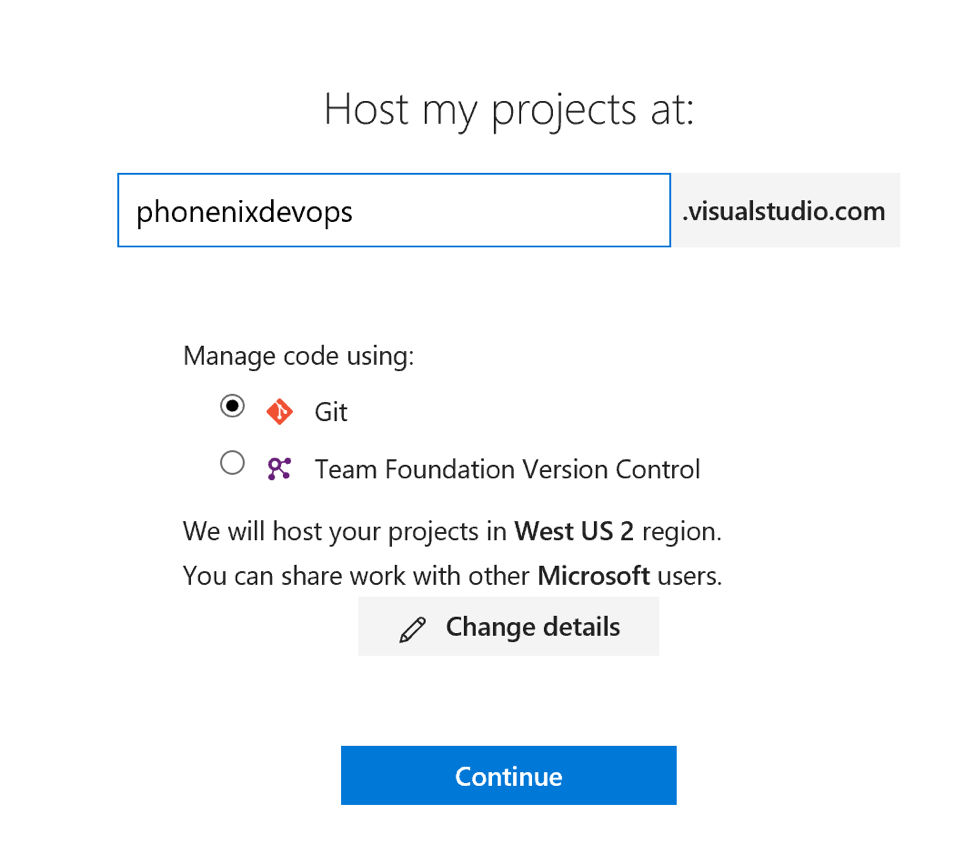 Host my projects at:
phonenixdevops .visualstudio.com
Manage code using:
Git
Team Foundation Version Control
We will host your projects in West US 2 region.
You can share work with other Microsoft users.
Change details
Continue